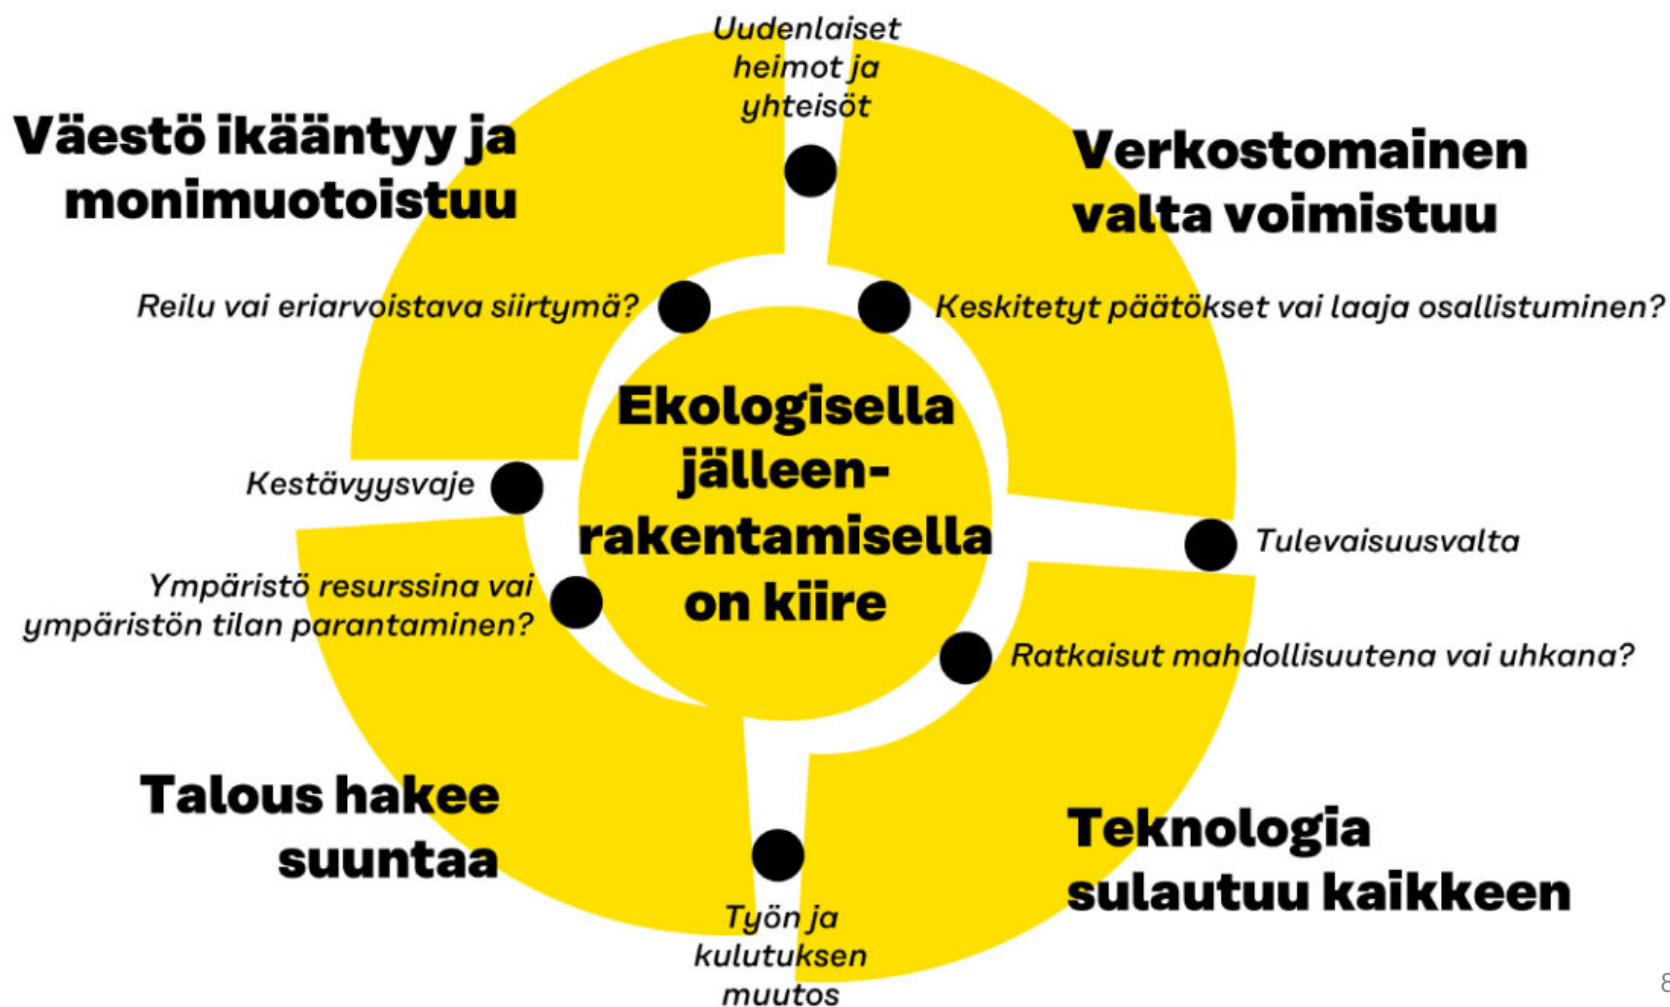 Uudenlaiset
heimot ja
yhteisöt
Väestö ikääntyy ja
monimuotoistuu
Verkostomainen
valta voimistuu
Reilu vai eriarvoistava siirtymä?
Keskitetyt päätökset vai laaja osallistuminen?
Ekologisella
jälleen-
rakentamisella
on kiire
Kestävyysvaje
Tulevaisuusvalta
Ympäristö resurssina vai
ympäristön tilan parantaminen?
Ratkaisut mahdollisuutena vai uhkana?
Talous hakee
suuntaa
Teknologia
sulautuu kaikkeen
Työn ja
kulutuksen
muutos
8